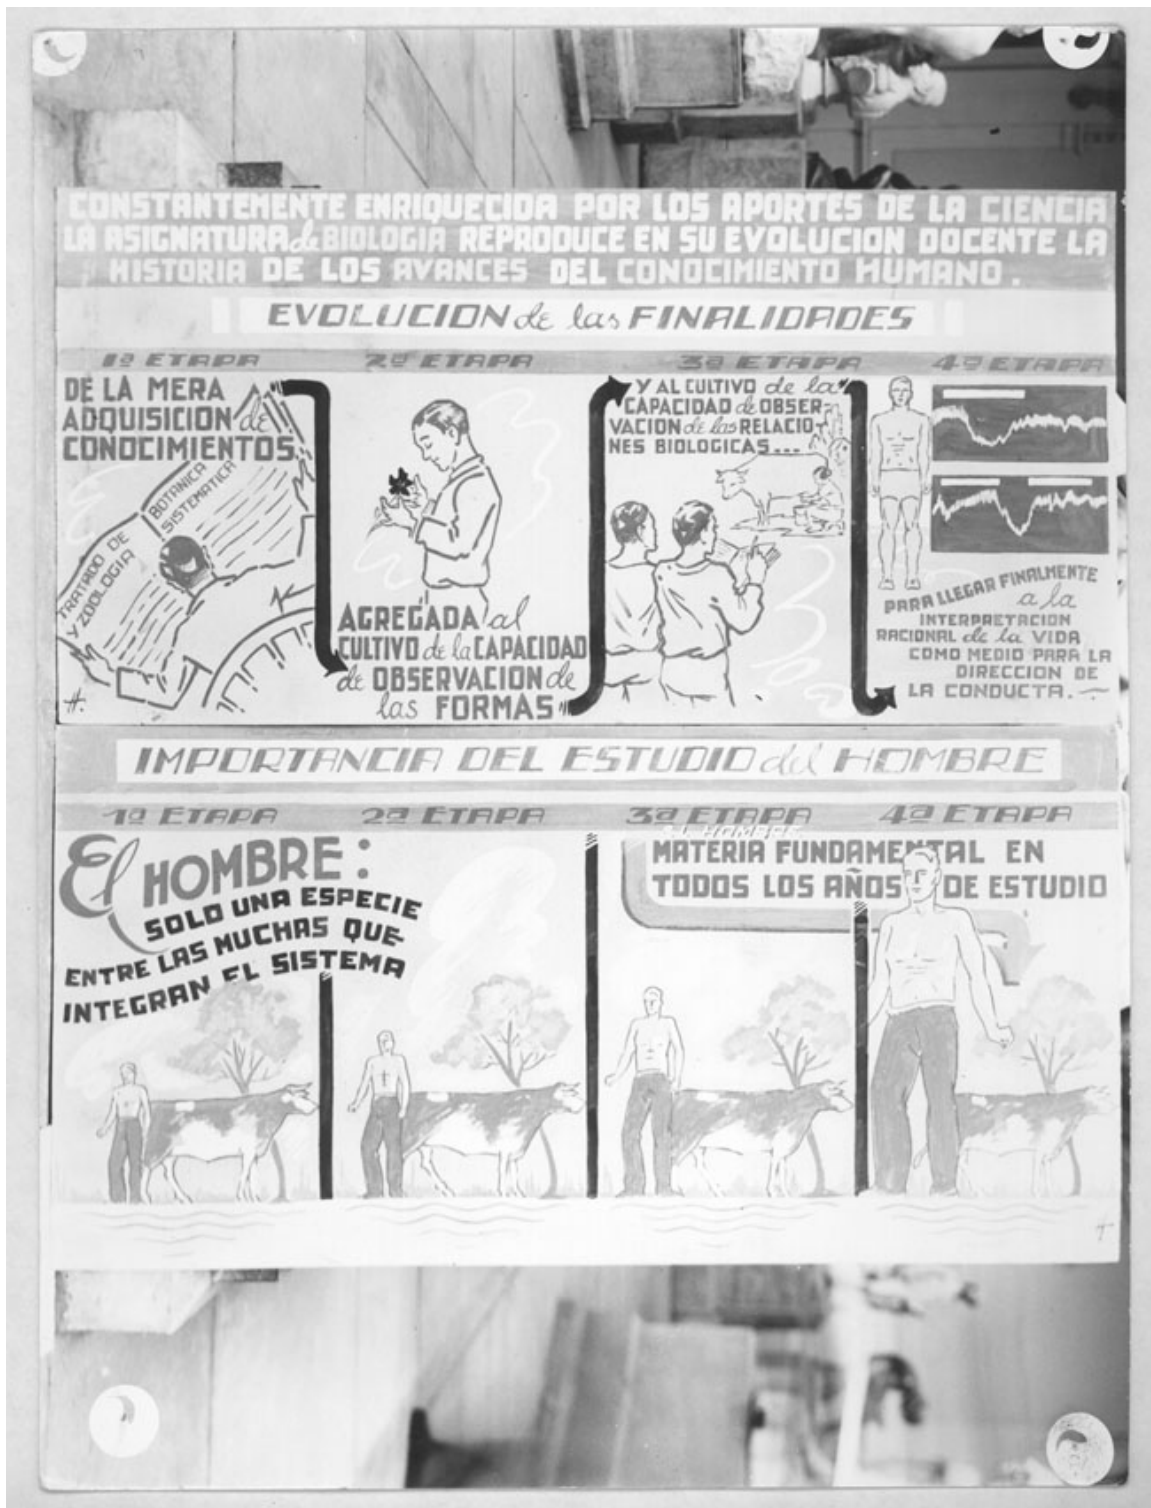 CONSTANTEMENTE ENRIQUECIDA POR LOS APORTES DE LA CIENCIA
LA ASIGNATURA de BIOLOGIA REPRODUCE EN SU EVOLUCION DOCENTE LA
HISTORIA DE LOS AVANCES DEL CONOCIMIENTO HUMANO.
EVOLUCION de las FINALIDADES
1ª ETAPA
DE LA MERA
ADQUISICION de
CONOCIMIENTOS
BOTANICA
SISTEMATICA
TRATADO DE
ZOOLOGIA
H.
2ª ETAPA
AGREGADA al
CULTIVO de la CAPACIDAD
de OBSERVACION de
las FORMAS
3ª ETAPA
Y AL CULTIVO de la
CAPACIDAD de OBSER-
VACION de las RELACIO-
NES BIOLOGICAS...
4ª ETAPA
PARA LLEGAR FINALMENTE
a la
INTERPRETACION
RACIONAL de la VIDA
COMO MEDIO PARA LA
DIRECCION DE
LA CONDUCTA.
IMPORTANCIA DEL ESTUDIO del HOMBRE
1ª ETAPA
2ª ETAPA
3ª ETAPA
4ª ETAPA
El HOMBRE:
SOLO UNA ESPECIE
ENTRE LAS MUCHAS QUE
INTEGRAN EL SISTEMA
EL HOMBRE
MATERIA FUNDAMENTAL EN
TODOS LOS AÑOS DE ESTUDIO